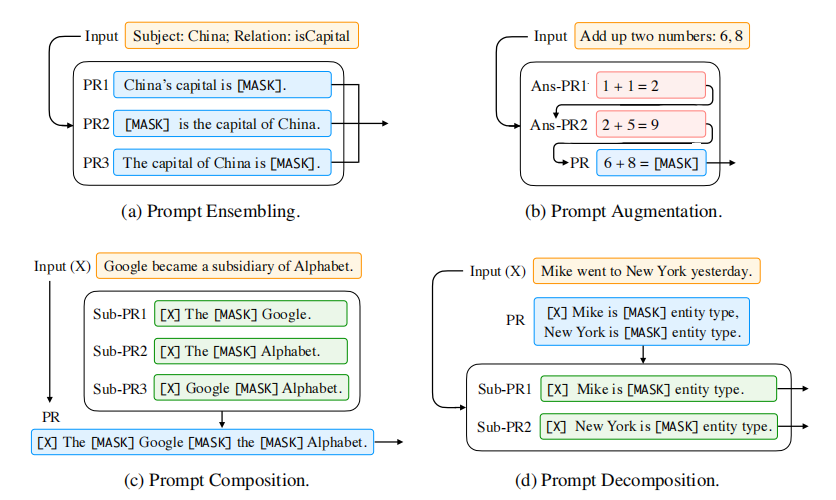 Input Subject: China; Relation: isCapital
PR1 China's capital is [MASK].
PR2 [MASK] is the capital of China.
PR3 The capital of China is [MASK].
(a) Prompt Ensembling.
Input Add up two numbers: 6, 8
Ans-PR1 1 + 1 = 2
Ans-PR2 2 + 5 = 9
PR 6 + 8 = [MASK]
(b) Prompt Augmentation.
Input (X) Google became a subsidiary of Alphabet.
Sub-PR1 [X] The [MASK] Google.
Sub-PR2 [X] The [MASK] Alphabet.
Sub-PR3 [X] Google [MASK] Alphabet.
PR
[X] The [MASK] Google [MASK] the [MASK] Alphabet.
(c) Prompt Composition.
Input (X) Mike went to New York yesterday.
PR [X] Mike is [MASK] entity type,
New York is [MASK] entity type.
Sub-PR1 [X] Mike is [MASK] entity type.
Sub-PR2 [X] New York is [MASK] entity type.
(d) Prompt Decomposition.